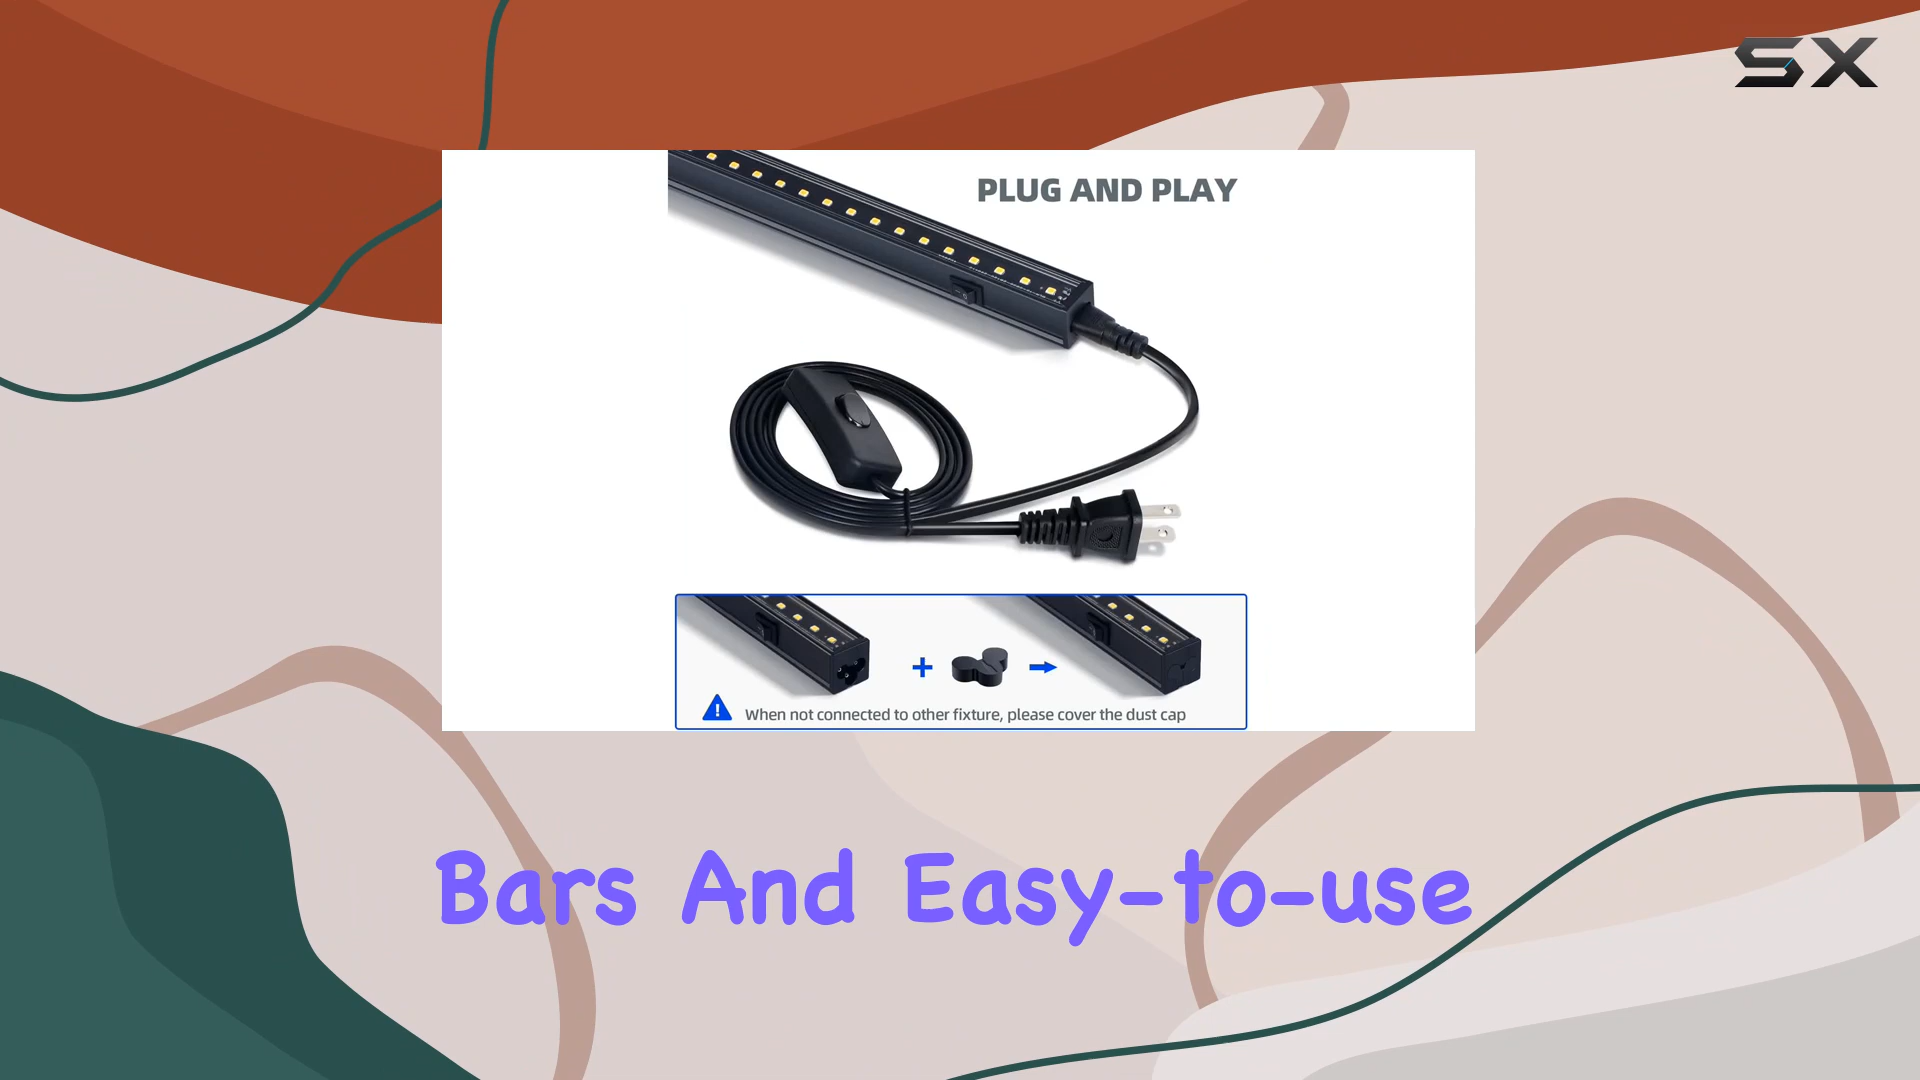 SX
PLUG AND PLAY
When not connected to other fixture, please cover the dust cap
Bars And Easy-to-use